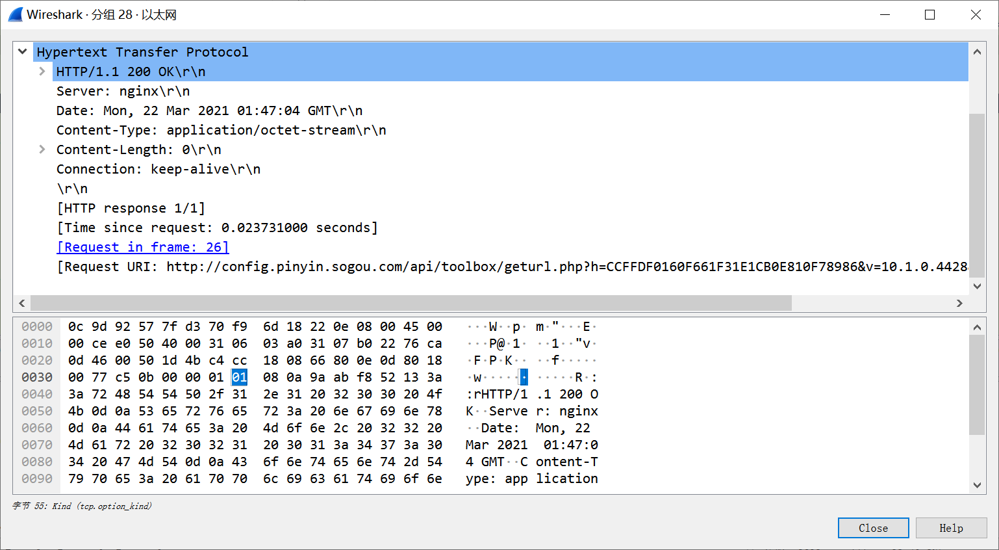 Wireshark · 分组 28 · 以太网
Hypertext Transfer Protocol
HTTP/1.1 200 OK\r\n
Server: nginx\r\n
Date: Mon, 22 Mar 2021 01:47:04 GMT\r\n
Content-Type: application/octet-stream\r\n
Content-Length: 0\r\n
Connection: keep-alive\r\n
\r\n
[HTTP response 1/1]
[Time since request: 0.023731000 seconds]
[Request in frame: 26]
[Request URI: http://config.pinyin.sogou.com/api/toolbox/geturl.php?h=CCFFDF0160F661F31E1CB0E810F78986&v=10.1.0.4428
0000 0c 9d 92 57 7f d3 70 f9 6d 18 22 0e 08 00 45 00 ···W··p· m·"···E·
0010 00 ce e0 50 40 00 31 06 03 a0 31 07 b0 22 76 ca ···P@·1· ··1··"v·
0020 0d 46 00 50 1d 4b c4 cc 18 08 66 80 0e 0d 80 18 ·F·P·K·· ··f·····
0030 00 77 c5 0b 00 00 01 01 08 0a 9a ab f8 52 13 3a ·w······ ·····R·:
0040 3a 72 48 54 54 50 2f 31 2e 31 20 32 30 30 20 4f :rHTTP/1 .1 200 O
0050 4b 0d 0a 53 65 72 76 65 72 3a 20 6e 67 69 6e 78 K··Serve r: nginx
0060 0d 0a 44 61 74 65 3a 20 4d 6f 6e 2c 20 32 32 20 ··Date: Mon, 22
0070 4d 61 72 20 32 30 32 31 20 30 31 3a 34 37 3a 30 Mar 2021 01:47:0
0080 34 20 47 4d 54 0d 0a 43 6f 6e 74 65 6e 74 2d 54 4 GMT··C ontent-T
0090 79 70 65 3a 20 61 70 70 6c 69 63 61 74 69 6f 6e ype: app lication
字节 55: Kind (tcp.option_kind)
Close Help